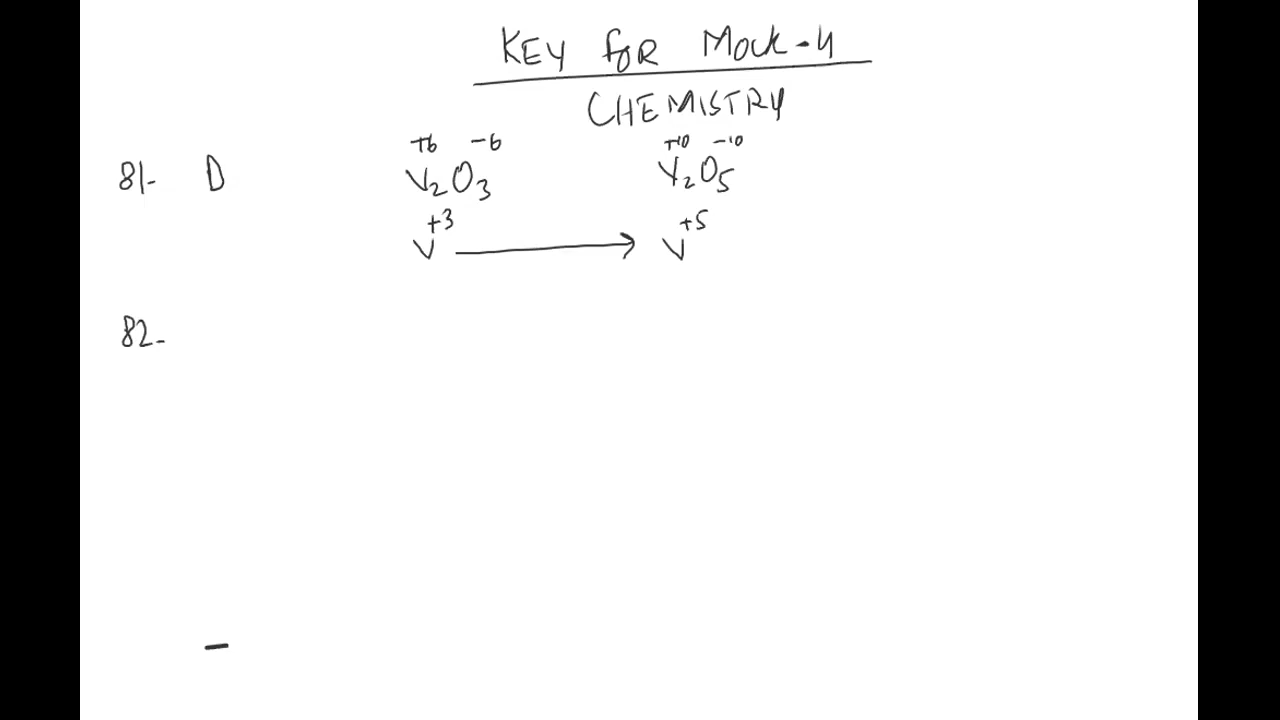 KEY foR Mock-4
CHEMISTRY
+6 -6 +10 -10
81- D V₂O₃ V₂O₅
+3 +5
V → V
82-
-